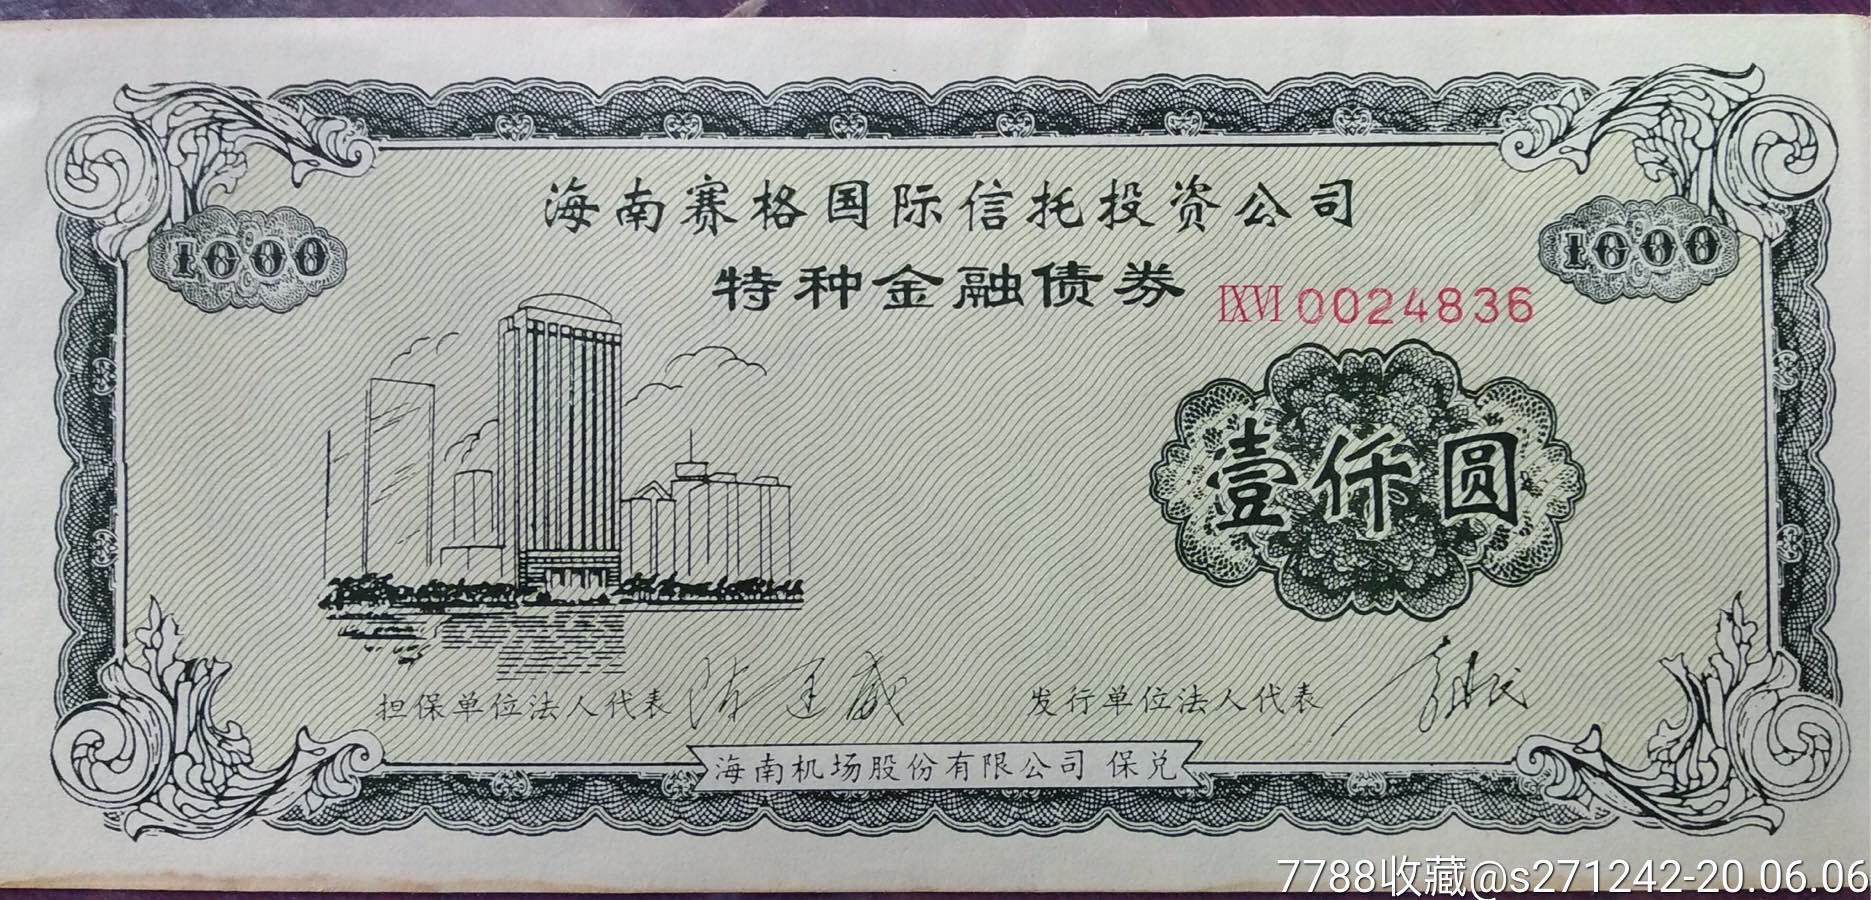 海南赛格国际信托投资公司
特种金融债券
IXVI 0024836
1000
1000
壹仟圆
担保单位法人代表 陈建威
发行单位法人代表
海南机场股份有限公司 保兑
7788收藏@s271242-20.06.06